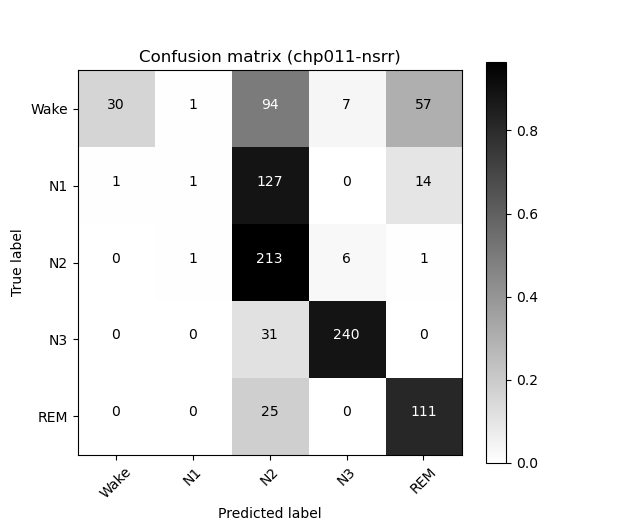 Confusion matrix (chp011-nsrr)
Wake 30 1 94 7 57
N1 1 1 127 0 14
N2 0 1 213 6 1
N3 0 0 31 240 0
REM 0 0 25 0 111
Wake N1 N2 N3 REM
Predicted label
True label
0.8
0.6
0.4
0.2
0.0